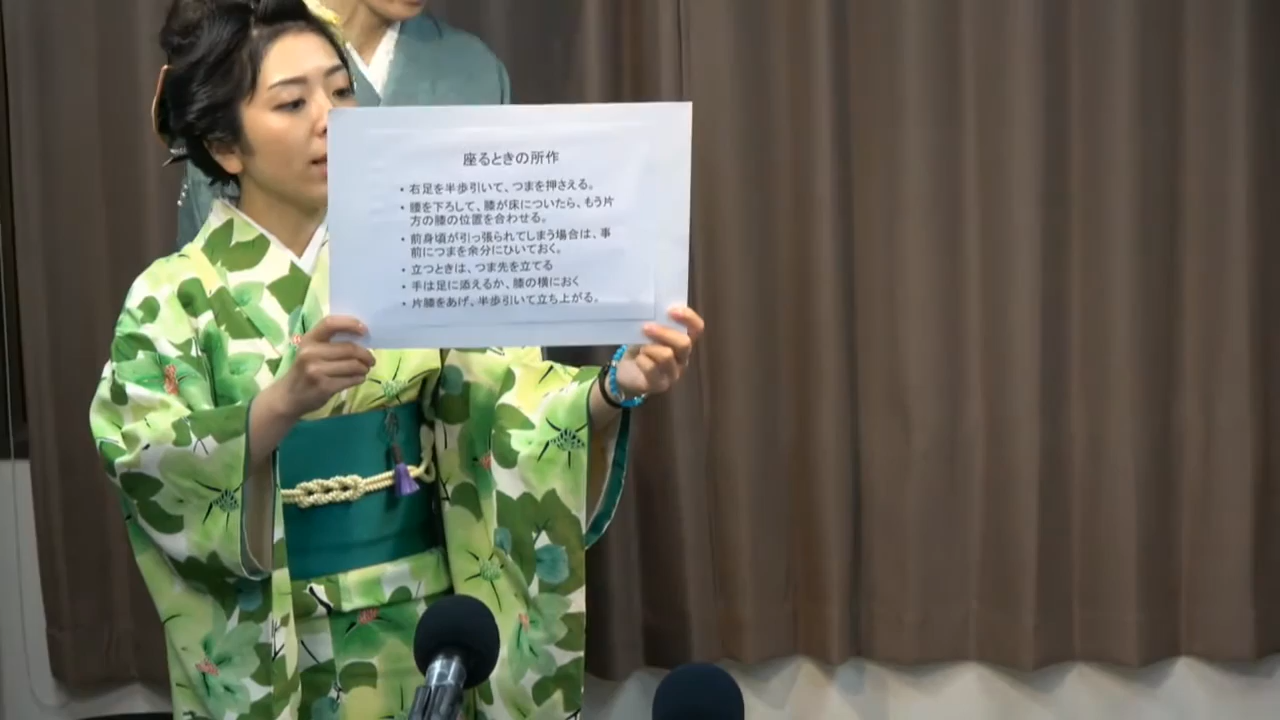 座るときの所作
• 右足を半歩引いて、つまを押さえる。
• 腰を下ろして、膝が床についたら、もう片
方の膝の位置を合わせる。
• 前身頃が引っ張られてしまう場合は、事
前につまを余分にひいておく。
• 立つときは、つま先を立てる
• 手は足に添えるか、膝の横におく
• 片膝をあげ、半歩引いて立ち上がる。